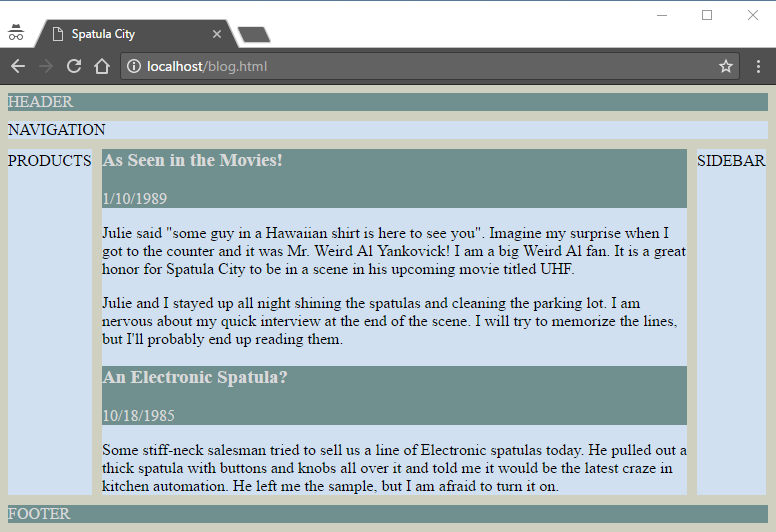 Spatula City
localhost/blog.html
HEADER
NAVIGATION
PRODUCTS
As Seen in the Movies!
1/10/1989
Julie said "some guy in a Hawaiian shirt is here to see you". Imagine my surprise when I
got to the counter and it was Mr. Weird Al Yankovick! I am a big Weird Al fan. It is a great
honor for Spatula City to be in a scene in his upcoming movie titled UHF.
Julie and I stayed up all night shining the spatulas and cleaning the parking lot. I am
nervous about my quick interview at the end of the scene. I will try to memorize the lines,
but I'll probably end up reading them.
An Electronic Spatula?
10/18/1985
Some stiff-neck salesman tried to sell us a line of Electronic spatulas today. He pulled out a
thick spatula with buttons and knobs all over it and told me it would be the latest craze in
kitchen automation. He left me the sample, but I am afraid to turn it on.
SIDEBAR
FOOTER